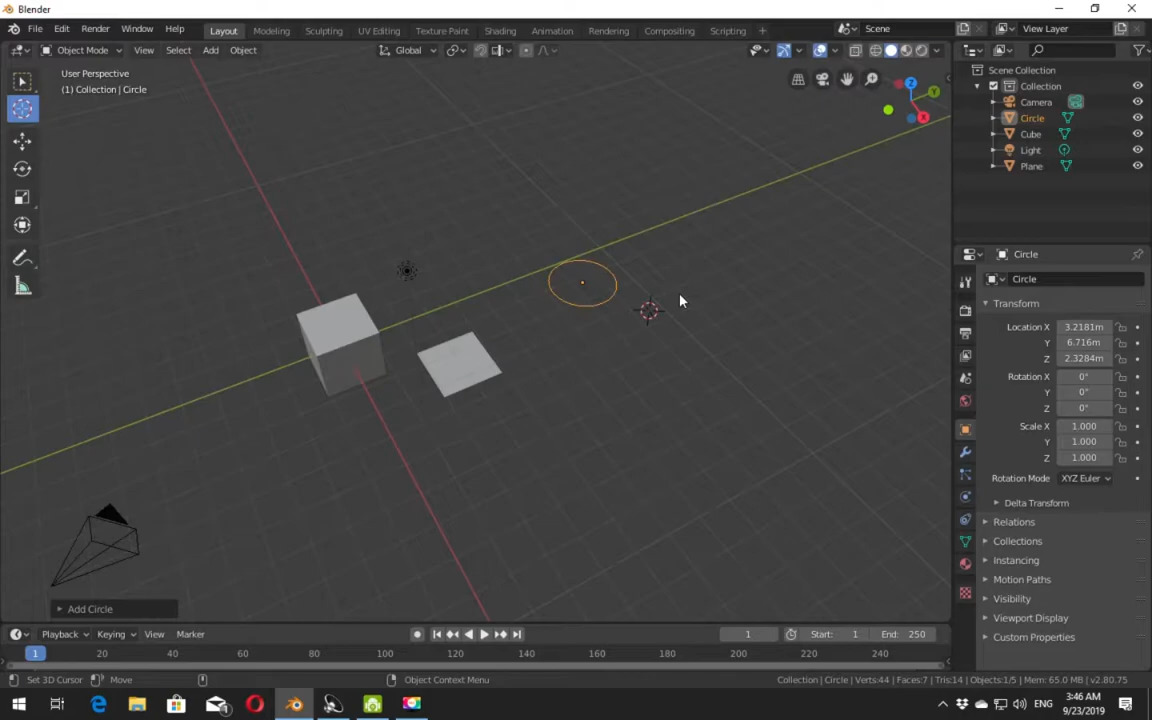 Blender
File Edit Render Window Help
Layout Modeling Sculpting UV Editing Texture Paint Shading Animation Rendering Compositing Scripting +
Scene
View Layer
Object Mode View Select Add Object
Global
User Perspective
(1) Collection | Circle
Z
Y
X
Scene Collection
Collection
Camera
Circle
Cube
Light
Plane
Circle
Circle
Transform
Location X 3.2181m
Y 6.716m
Z 2.3284m
Rotation X 0°
Y 0°
Z 0°
Scale X 1.000
Y 1.000
Z 1.000
Rotation Mode XYZ Euler
Delta Transform
Relations
Collections
Instancing
Motion Paths
Visibility
Viewport Display
Custom Properties
Add Circle
Playback Keying View Marker
1 Start: 1 End: 250
1 20 40 60 80 100 120 140 160 180 200 220 240
Set 3D Cursor Move Object Context Menu
Collection | Circle | Verts:44 | Faces:7 | Tris:14 | Objects:1/5 | Mem: 65.0 MB | v2.80.75
ENG
3:46 AM
9/23/2019